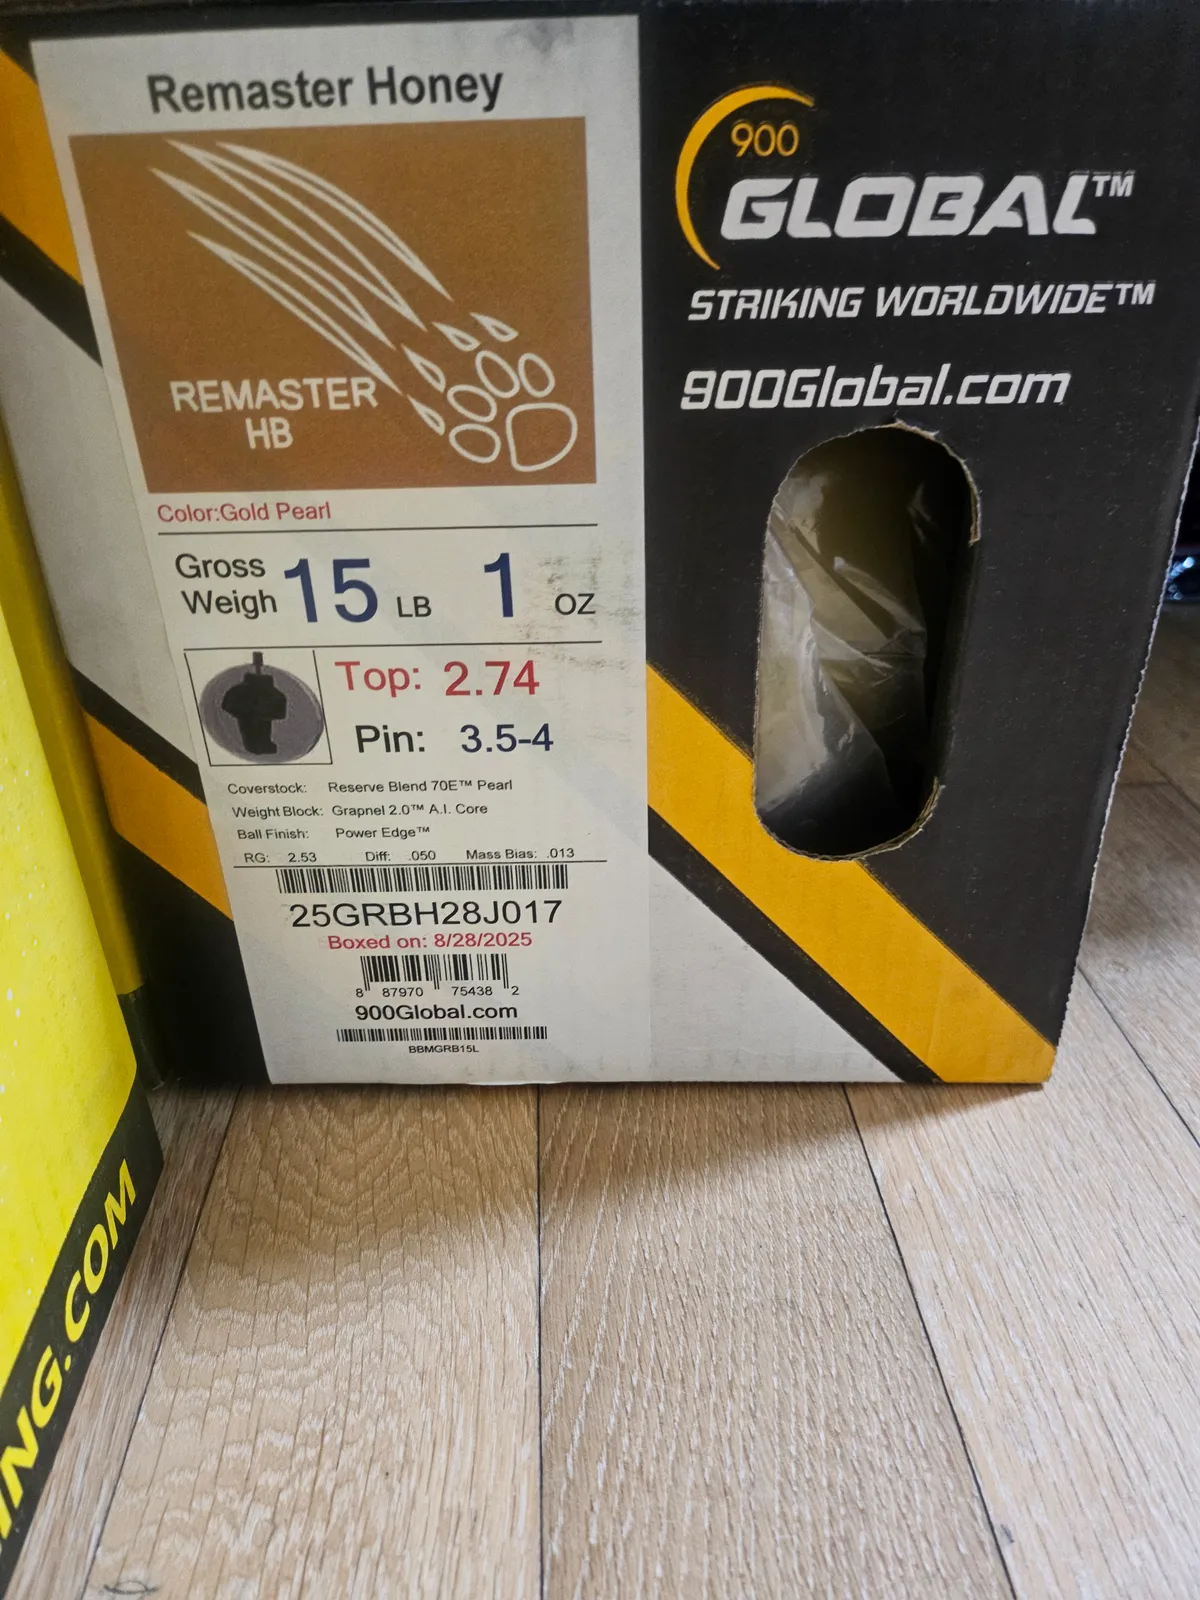 Remaster Honey
REMASTER
HB
Color:Gold Pearl
Gross
Weigh
15 LB 1 OZ
Top: 2.74
Pin: 3.5-4
Coverstock: Reserve Blend 70E™ Pearl
Weight Block: Grapnel 2.0™ A.I. Core
Ball Finish: Power Edge™
RG: 2.53 Diff: .050 Mass Bias: .013
25GRBH28J017
Boxed on: 8/28/2025
8 87970 75438 2
900Global.com
BBMGRB15L
900
GLOBAL™
STRIKING WORLDWIDE™
900Global.com
ING.COM